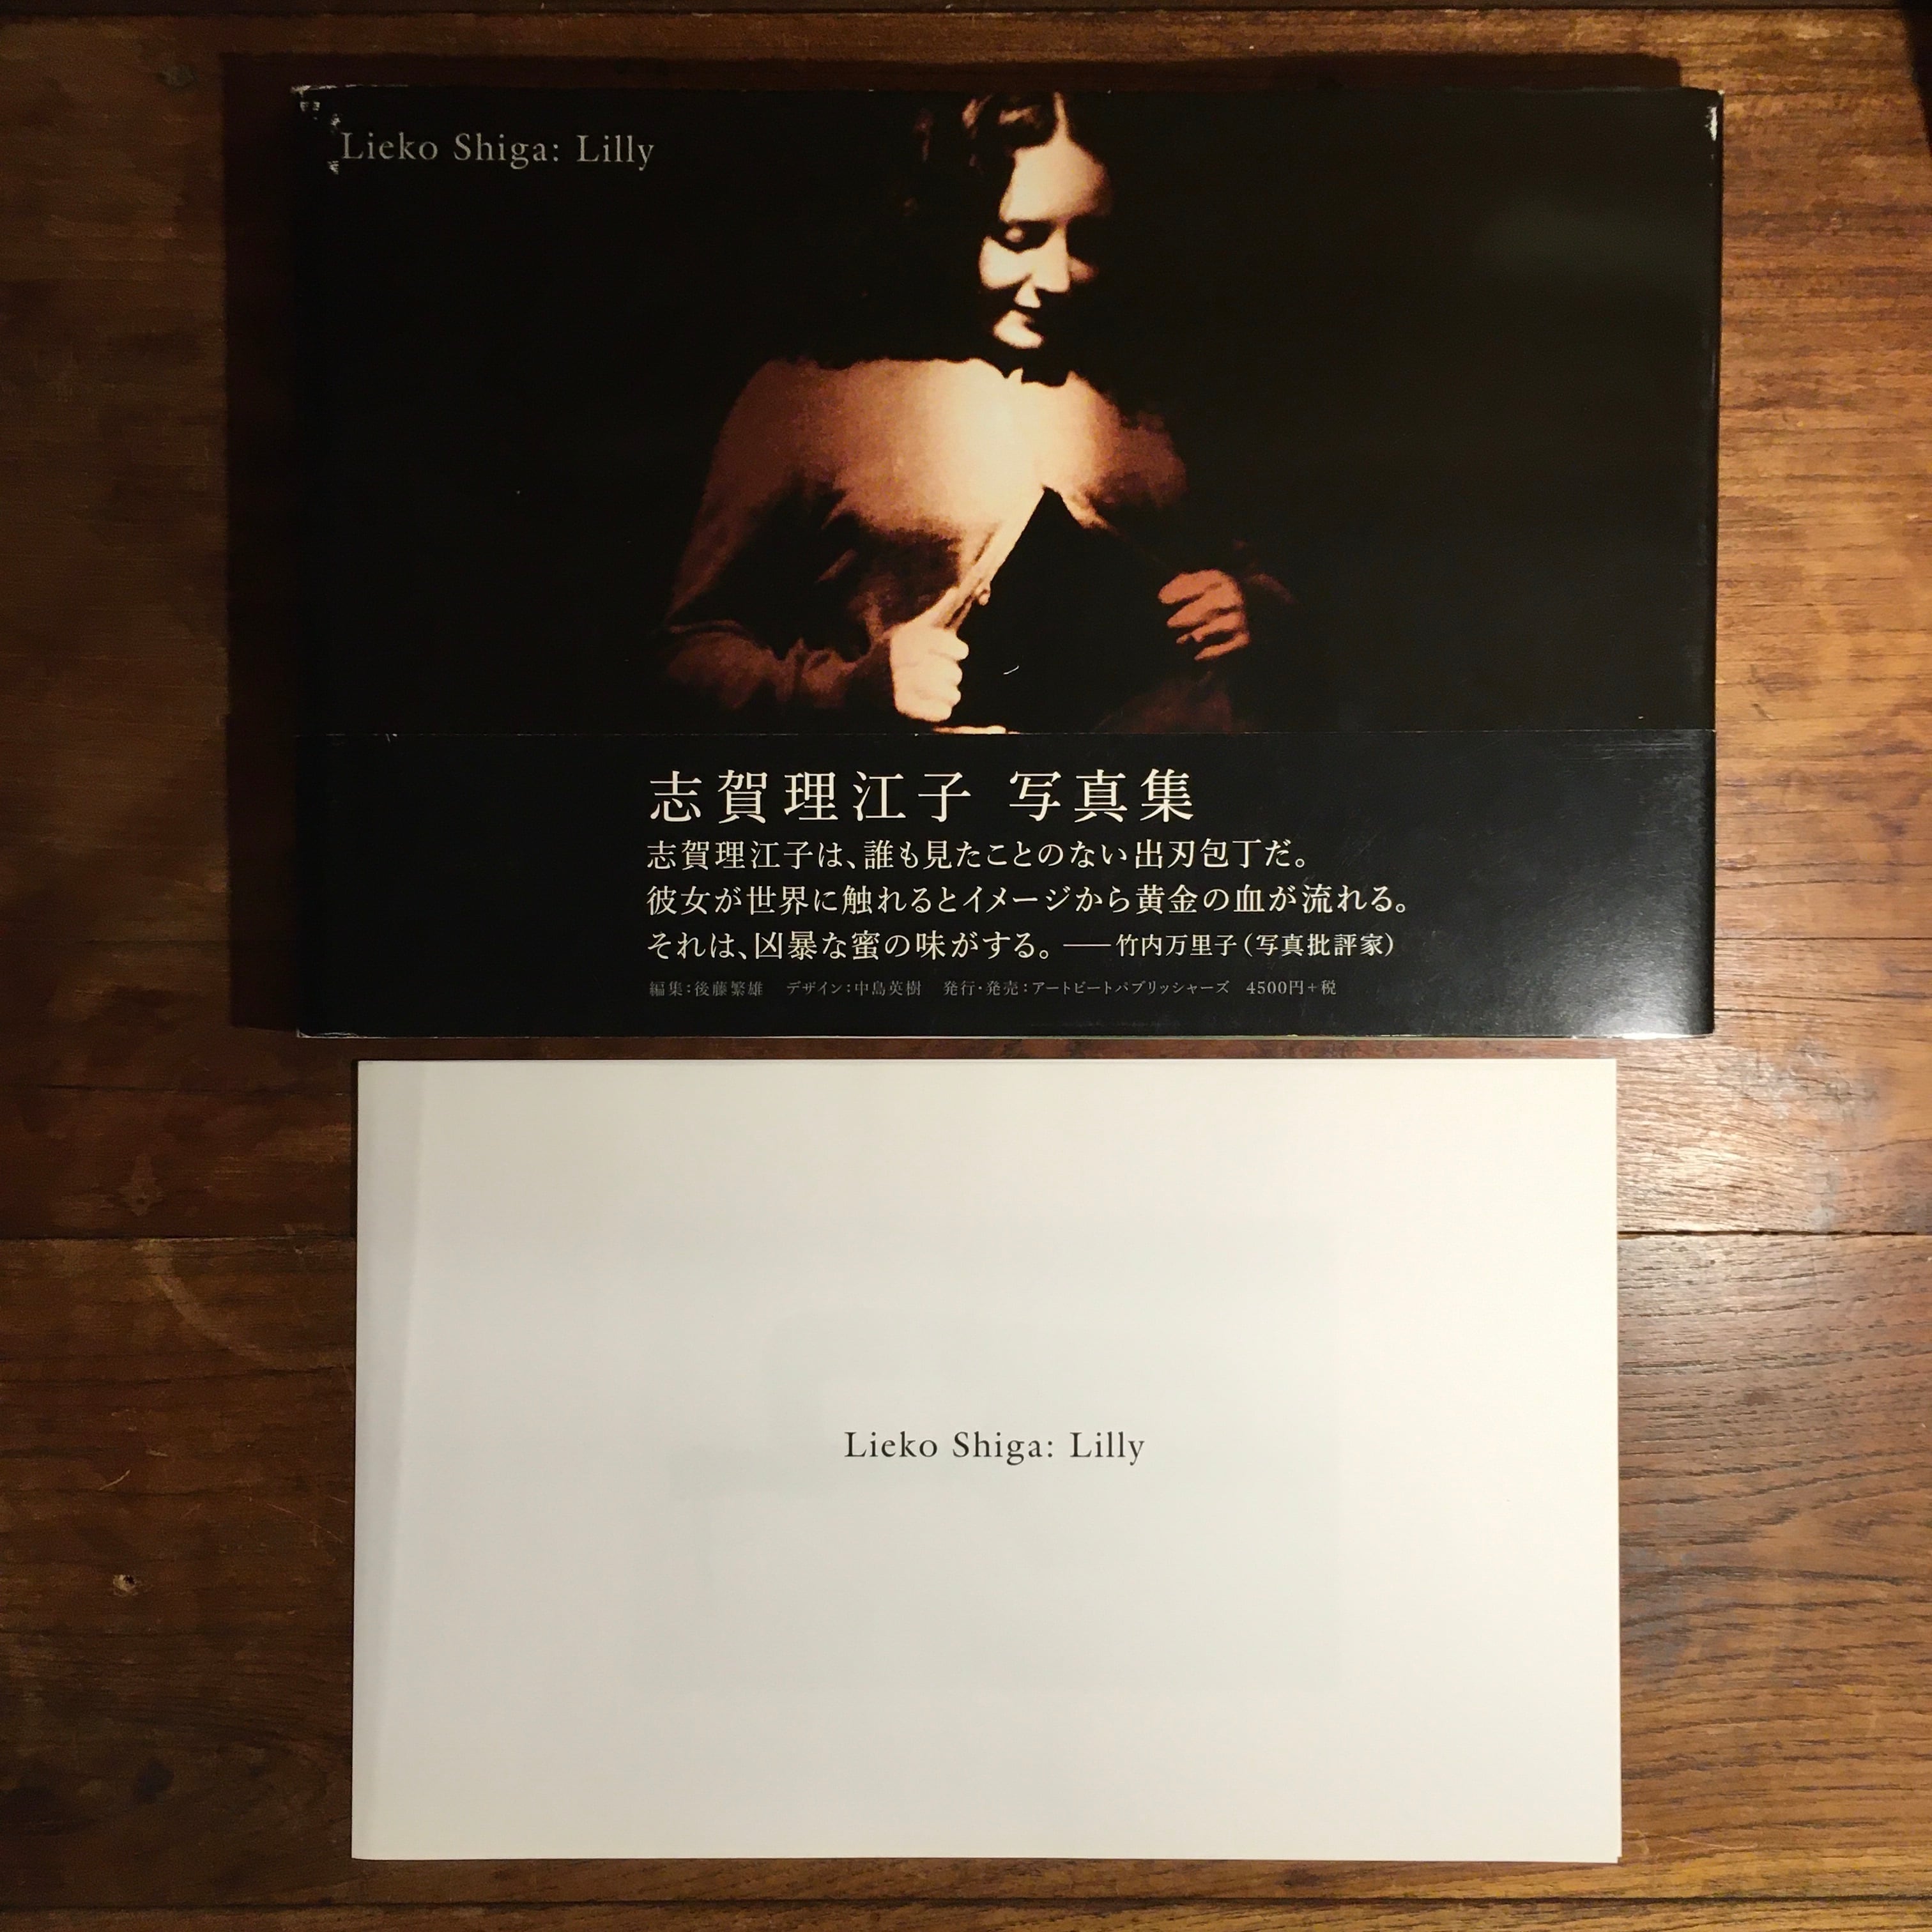 Lieko Shiga: Lilly
志賀理江子 写真集
志賀理江子は、誰も見たことのない出刃包丁だ。
彼女が世界に触れるとイメージから黄金の血が流れる。
それは、凶暴な蜜の味がする。——竹内万里子(写真批評家)
編集:後藤繁雄 デザイン:中島英樹 発行・発売:アートビートパブリッシャーズ 4500円+税
Lieko Shiga: Lilly